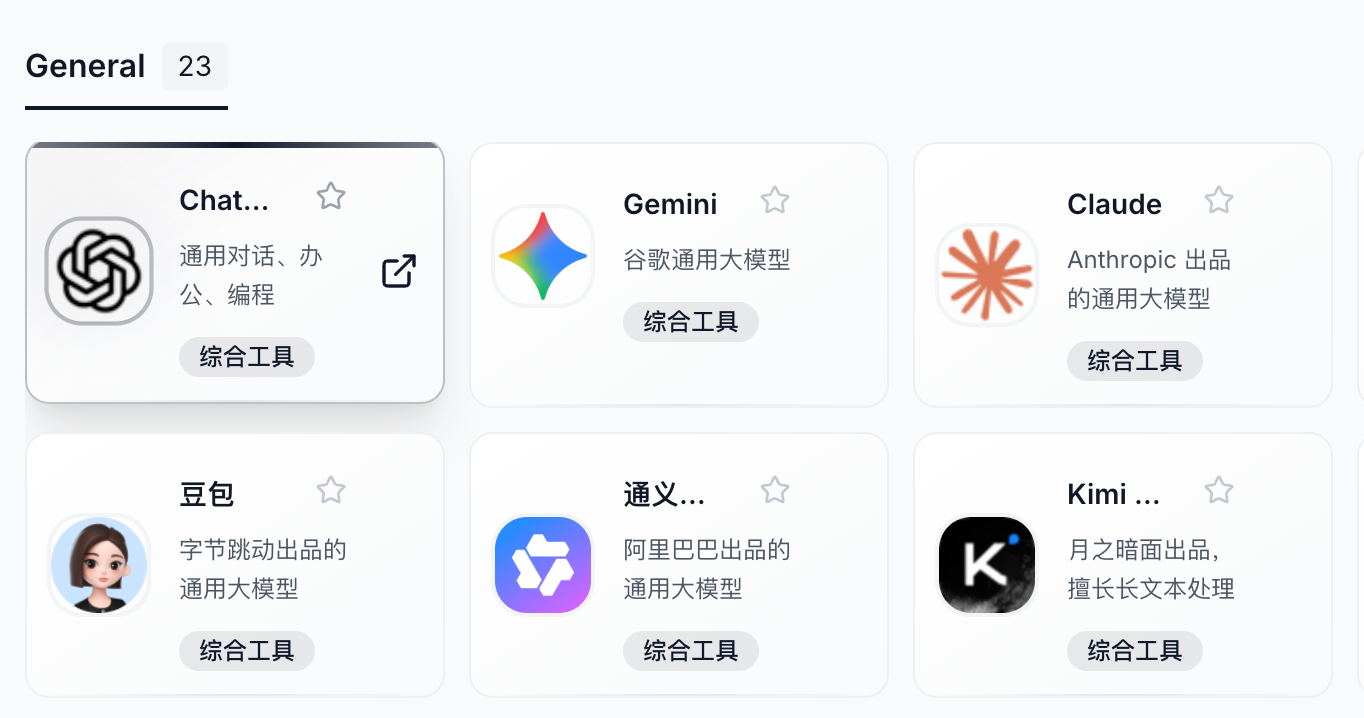 General 23
Chat...
通用对话、办
公、编程
综合工具
Gemini
谷歌通用大模型
综合工具
Claude
Anthropic 出品
的通用大模型
综合工具
豆包
字节跳动出品的
通用大模型
综合工具
通义...
阿里巴巴出品的
通用大模型
综合工具
Kimi ...
月之暗面出品，
擅长长文本处理
综合工具